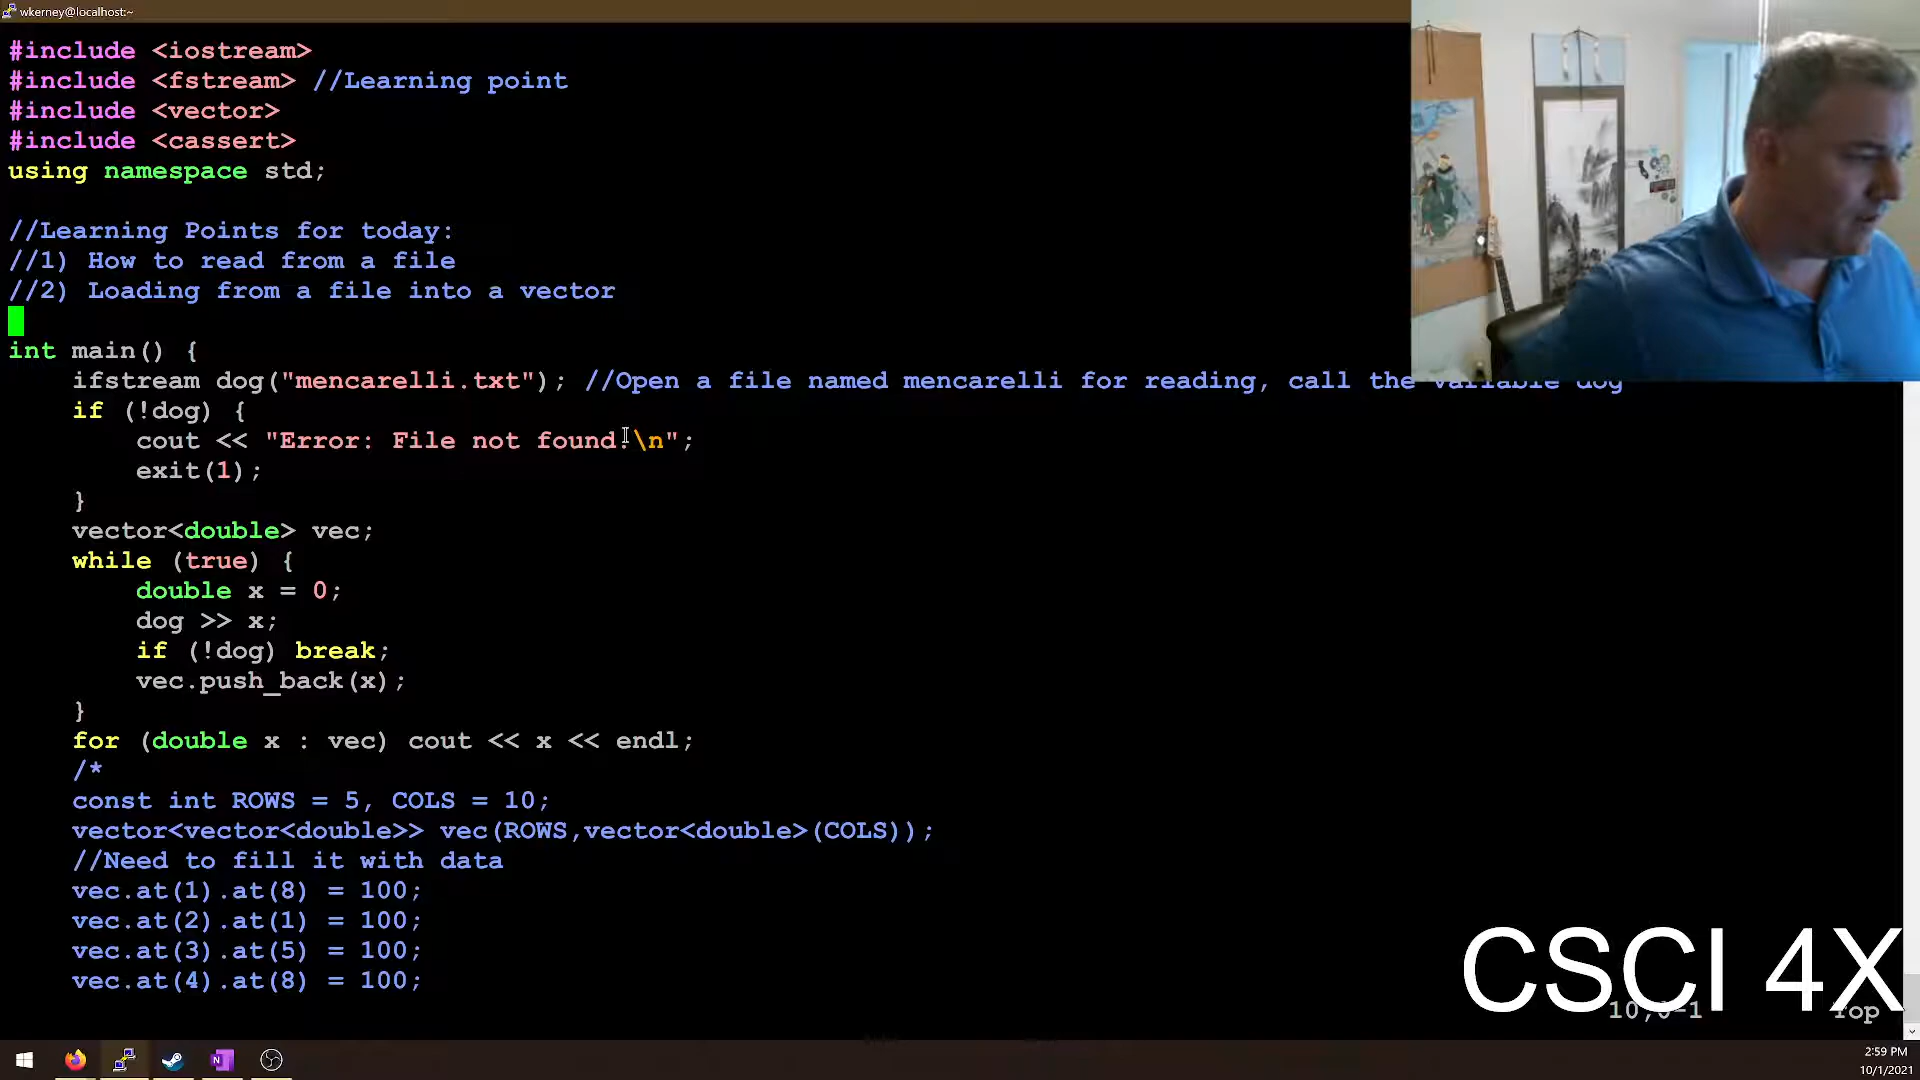 wkerney@localhost:~
#include <iostream>
#include <fstream> //Learning point
#include <vector>
#include <cassert>
using namespace std;
//Learning Points for today:
//1) How to read from a file
//2) Loading from a file into a vector
int main() {
ifstream dog("mencarelli.txt"); //Open a file named mencarelli for reading, call the variable dog
if (!dog) {
cout << "Error: File not found!\n";
exit(1);
}
vector<double> vec;
while (true) {
double x = 0;
dog >> x;
if (!dog) break;
vec.push_back(x);
}
for (double x : vec) cout << x << endl;
/*
const int ROWS = 5, COLS = 10;
vector<vector<double>> vec(ROWS,vector<double>(COLS));
//Need to fill it with data
vec.at(1).at(8) = 100;
vec.at(2).at(1) = 100;
vec.at(3).at(5) = 100;
vec.at(4).at(8) = 100;
CSCI 4X
10,0-1 Top
2:59 PM
10/1/2021